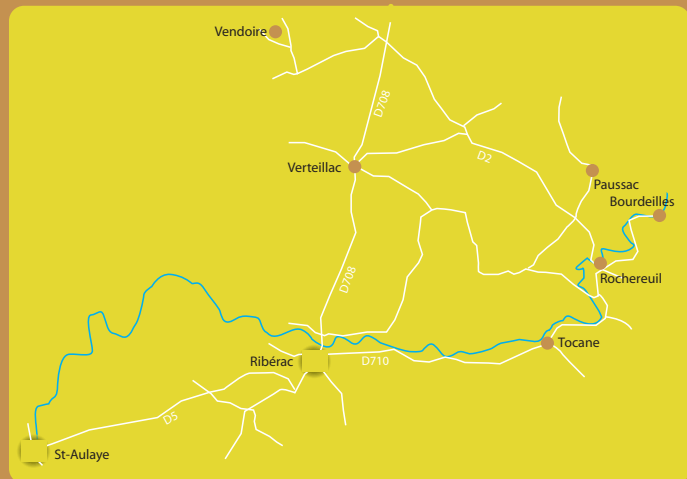 Vendoire
D708
Verteillac
D2
Paussac
Bourdeilles
Rochereuil
D708
Tocane
Ribérac
D710
D5
St-Aulaye